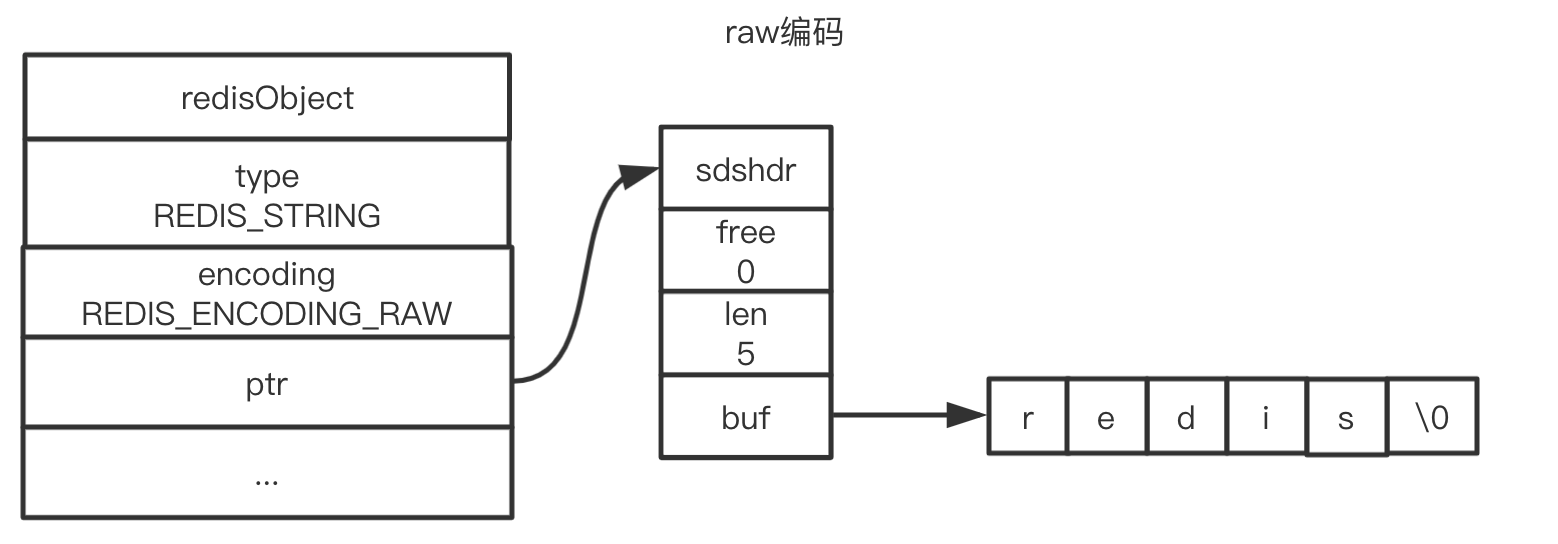 raw编码
redisObject
type
REDIS_STRING
encoding
REDIS_ENCODING_RAW
ptr
...
sdshdr
free
0
len
5
buf
r e d i s \0